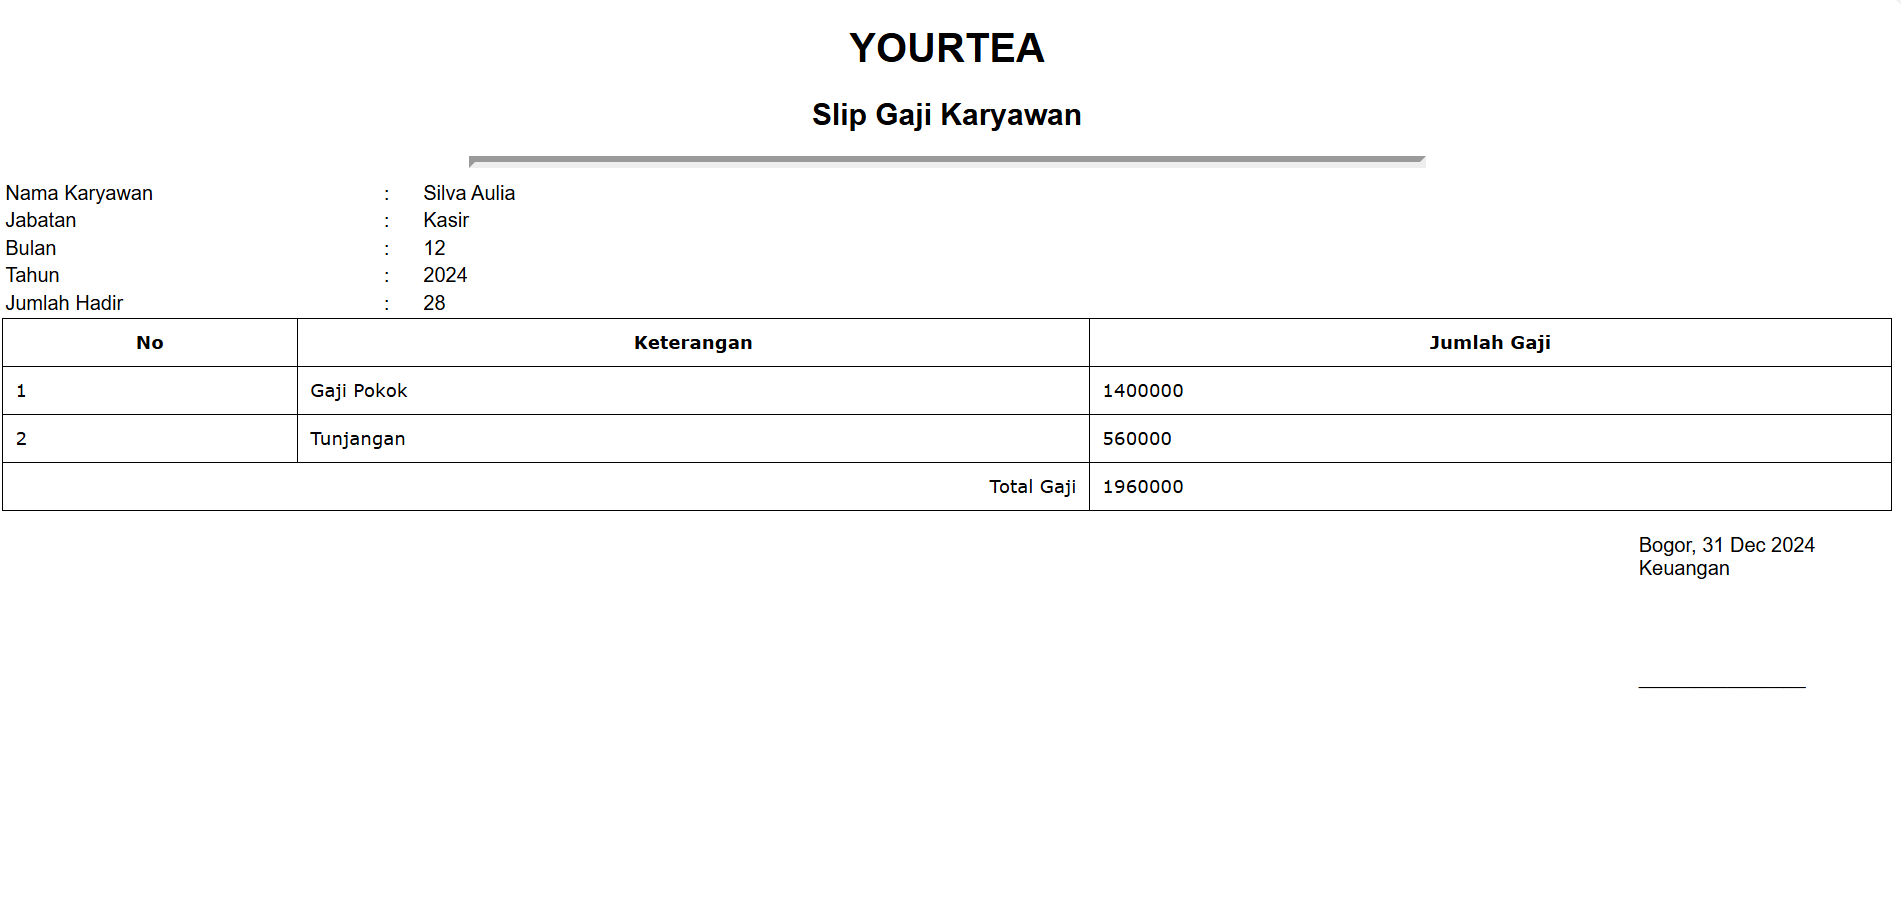 YOURTEA
Slip Gaji Karyawan
Nama Karyawan : Silva Aulia
Jabatan : Kasir
Bulan : 12
Tahun : 2024
Jumlah Hadir : 28
No Keterangan Jumlah Gaji
1 Gaji Pokok 1400000
2 Tunjangan 560000
Total Gaji 1960000
Bogor, 31 Dec 2024
Keuangan